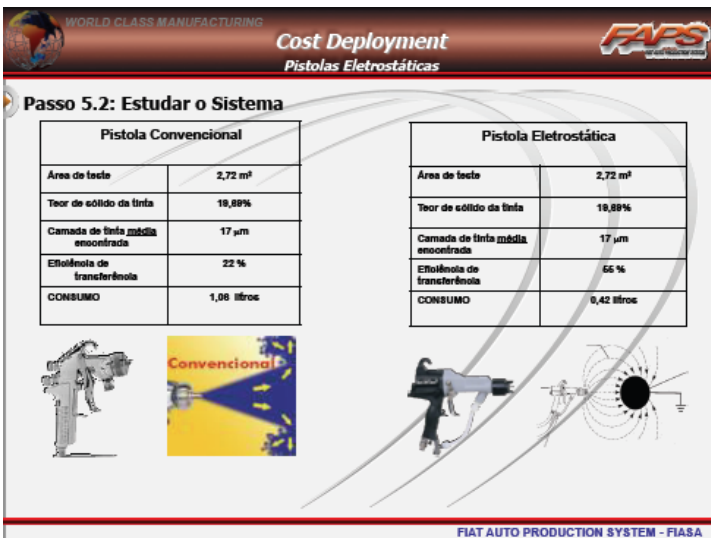 WORLD CLASS MANUFACTURING
Cost Deployment
Pistolas Eletrostáticas
FAPS
Passo 5.2: Estudar o Sistema
Pistola Convencional
Área de teste 2,72 m²
Teor de sólido da tinta 19,69%
Camada de tinta média
encontrada 17 µm
Eficiência de
transferência 22 %
CONSUMO 1,06 litros
Pistola Eletrostática
Área de teste 2,72 m²
Teor de sólido da tinta 19,69%
Camada de tinta média
encontrada 17 µm
Eficiência de
transferência 55 %
CONSUMO 0,42 litros
Convencional
FIAT AUTO PRODUCTION SYSTEM - FIASA